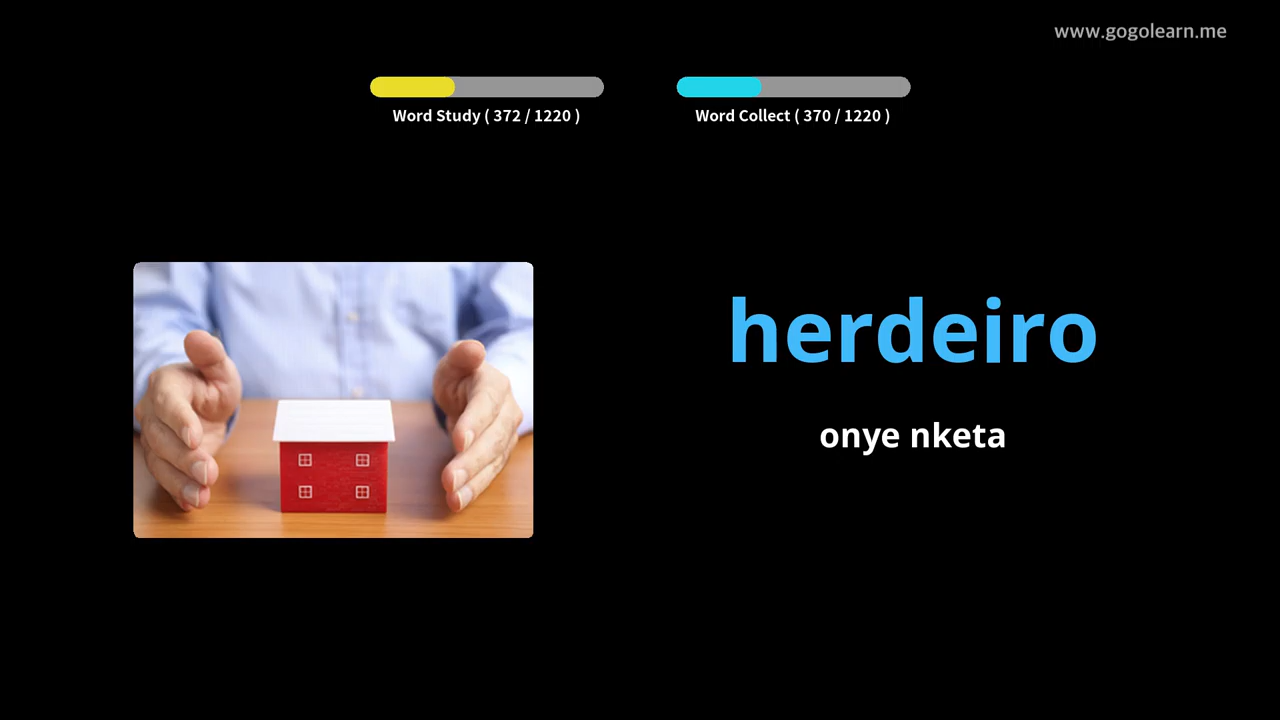 www.gogolearn.me
Word Study ( 372 / 1220 )
Word Collect ( 370 / 1220 )
herdeiro
onye nketa